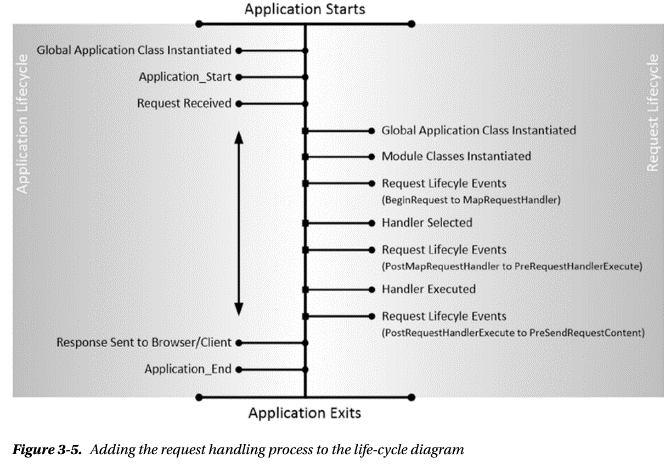 Application Starts
Application Lifecycle
Request Lifecycle
Global Application Class Instantiated
Application_Start
Request Received
Global Application Class Instantiated
Module Classes Instantiated
Request Lifecyle Events
(BeginRequest to MapRequestHandler)
Handler Selected
Request Lifecyle Events
(PostMapRequestHandler to PreRequestHandlerExecute)
Handler Executed
Request Lifecyle Events
(PostRequestHandlerExecute to PreSendRequestContent)
Response Sent to Browser/Client
Application_End
Application Exits
Figure 3-5. Adding the request handling process to the life-cycle diagram